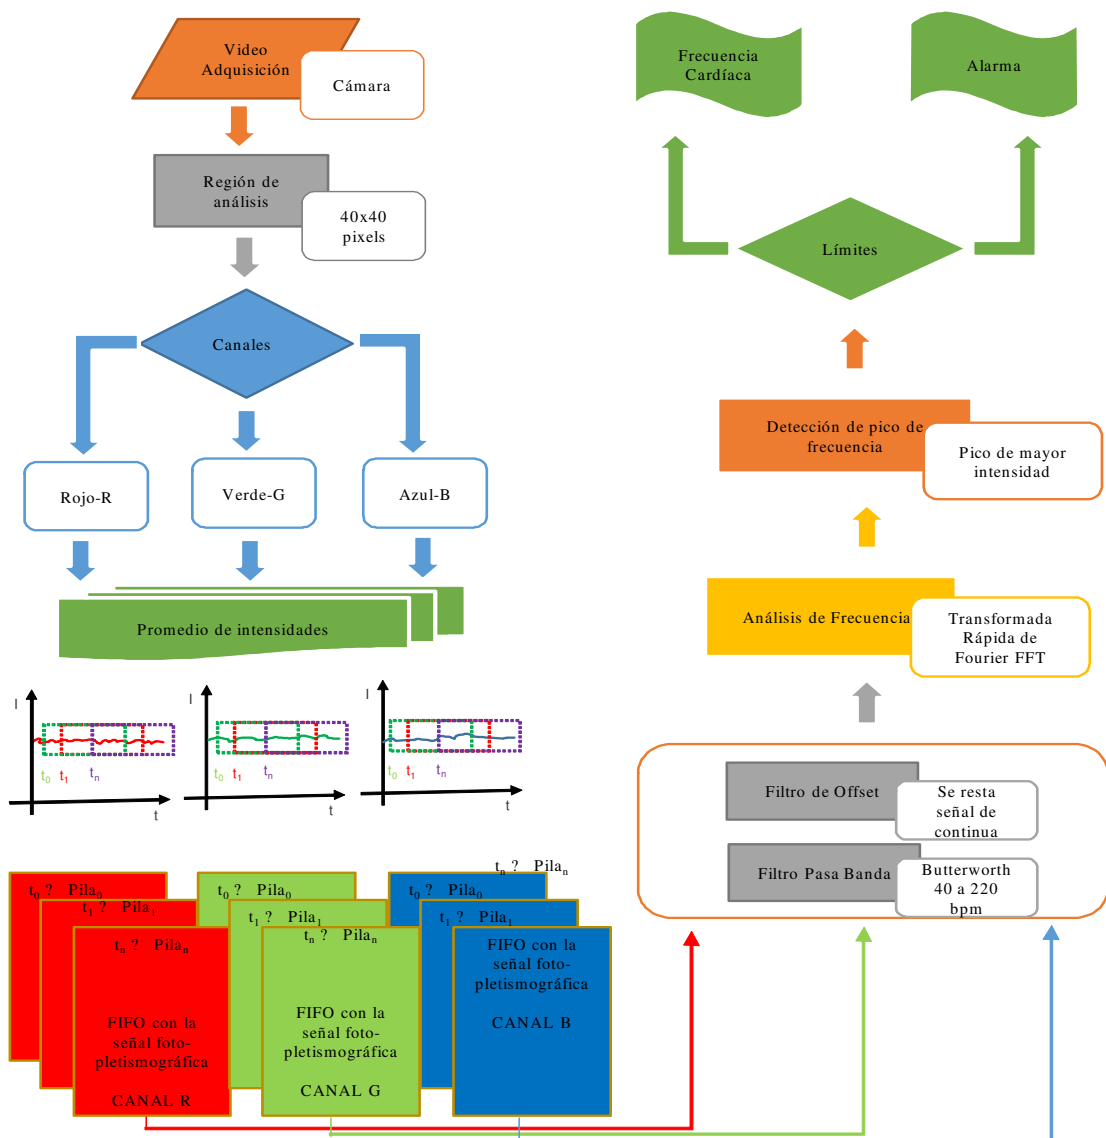 Video
Adquisición
Cámara
Región de
análisis
40x40
pixels
Canales
Rojo-R
Verde-G
Azul-B
Promedio de intensidades
I
t0 t1 tn
t
I
t0 t1 tn
t
I
t0 t1 tn
t
t0 ? Pila0
t1 ? Pila1
tn ? Pilan
FIFO con la
señal foto-
pletismográfica
CANAL R
t0 ? Pila0
t1 ? Pila1
tn ? Pilan
FIFO con la
señal foto-
pletismográfica
CANAL G
tn ? Pilan
t0 ? Pila0
t1 ? Pila1
FIFO con la
señal foto-
pletismográfica
CANAL B
Filtro de Offset
Se resta
señal de
continua
Filtro Pasa Banda
Butterworth
40 a 220
bpm
Análisis de Frecuencia
Transformada
Rápida de
Fourier FFT
Detección de pico de
frecuencia
Pico de mayor
intensidad
Límites
Frecuencia
Cardíaca
Alarma